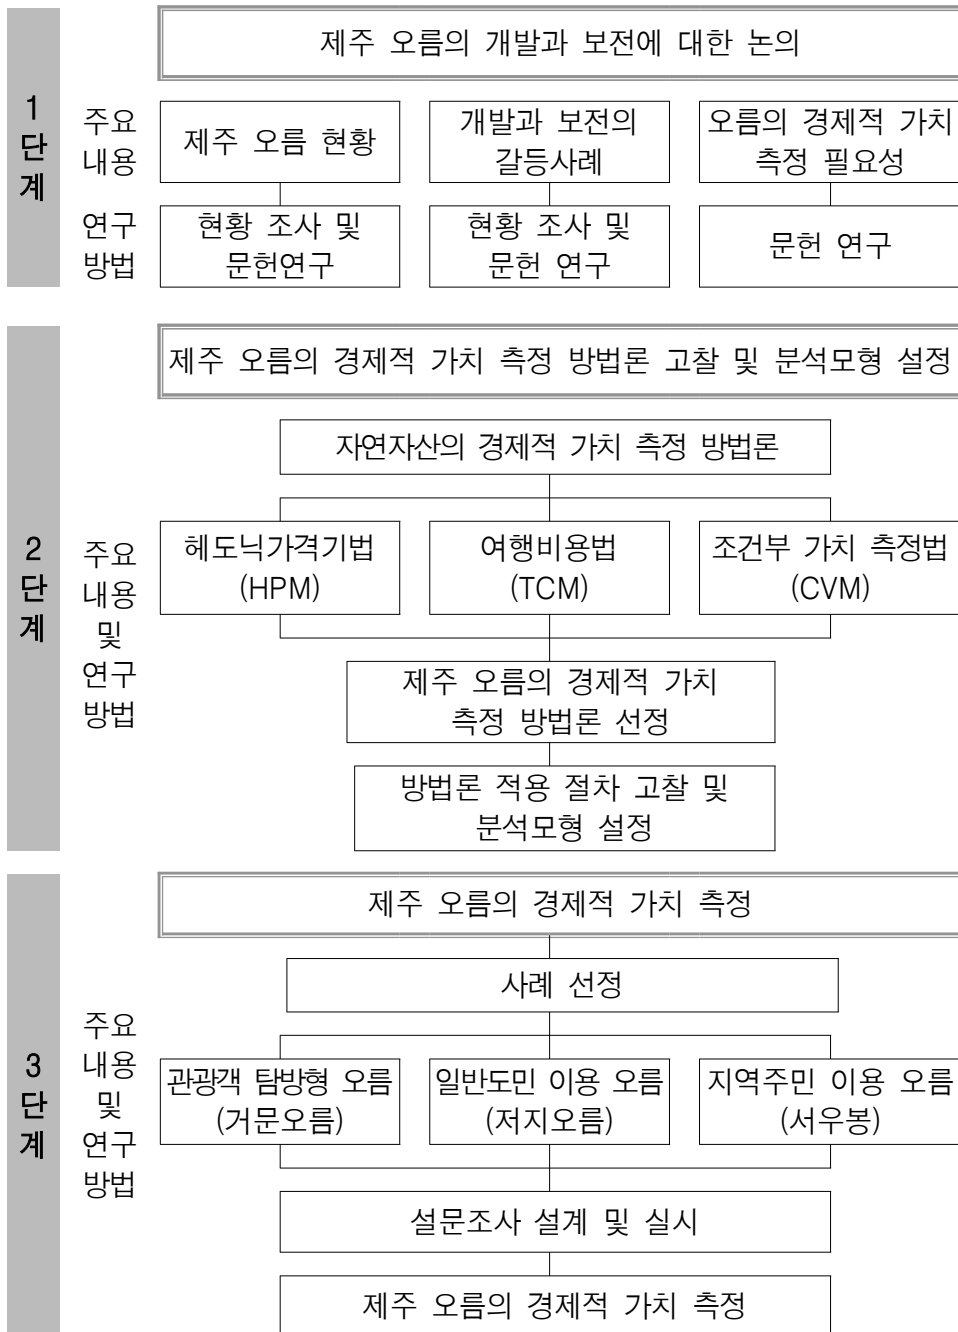 제주 오름의 개발과 보전에 대한 논의
1
단
계
주요
내용
제주 오름 현황
개발과 보전의
갈등사례
오름의 경제적 가치
측정 필요성
연구
방법
현황 조사 및
문헌연구
현황 조사 및
문헌 연구
문헌 연구
제주 오름의 경제적 가치 측정 방법론 고찰 및 분석모형 설정
2
단
계
주요
내용
및
연구
방법
자연자산의 경제적 가치 측정 방법론
헤도닉가격기법
(HPM)
여행비용법
(TCM)
조건부 가치 측정법
(CVM)
제주 오름의 경제적 가치
측정 방법론 선정
방법론 적용 절차 고찰 및
분석모형 설정
제주 오름의 경제적 가치 측정
3
단
계
주요
내용
및
연구
방법
사례 선정
관광객 탐방형 오름
(거문오름)
일반도민 이용 오름
(저지오름)
지역주민 이용 오름
(서우봉)
설문조사 설계 및 실시
제주 오름의 경제적 가치 측정